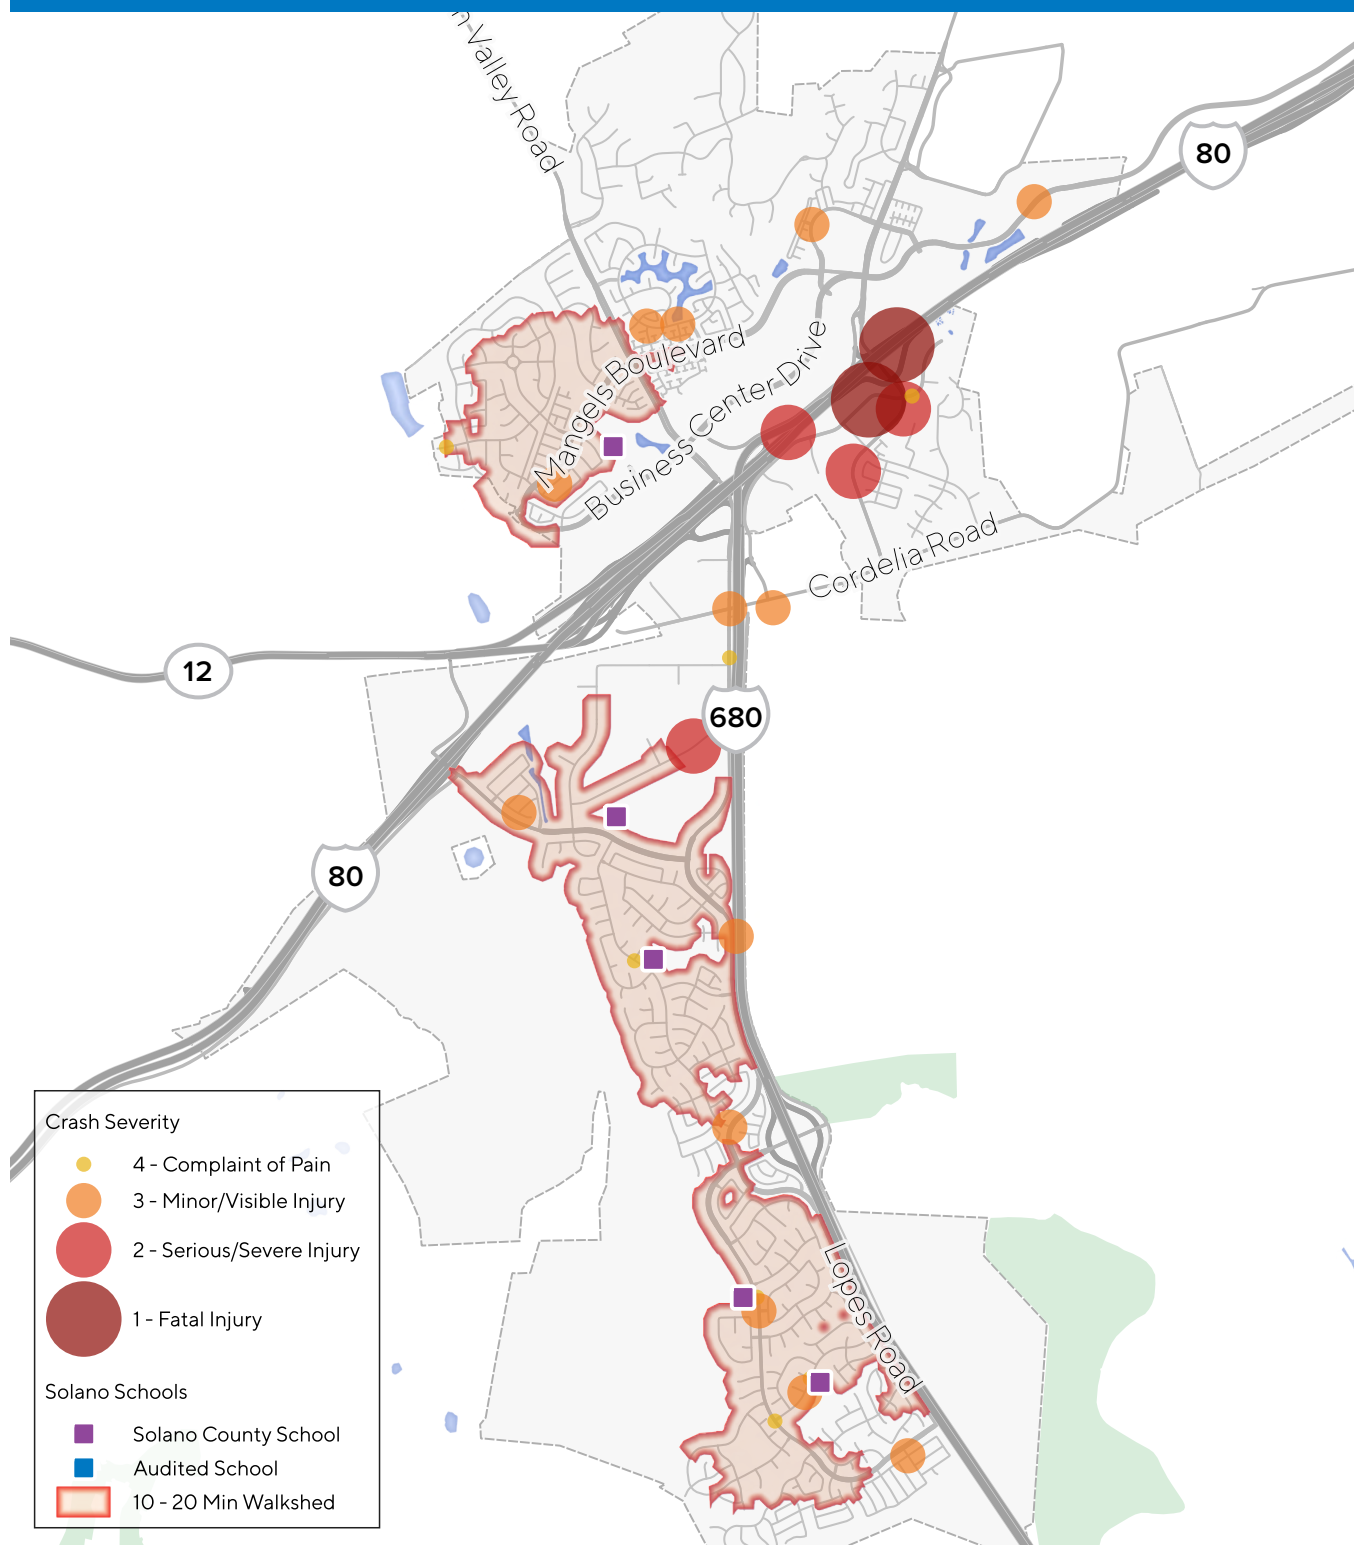 Valley Road
80
Mangels Boulevard
Business Center Drive
Cordelia Road
12
680
80
Lopes Road
Crash Severity
4 - Complaint of Pain
3 - Minor/Visible Injury
2 - Serious/Severe Injury
1 - Fatal Injury
Solano Schools
Solano County School
Audited School
10 - 20 Min Walkshed